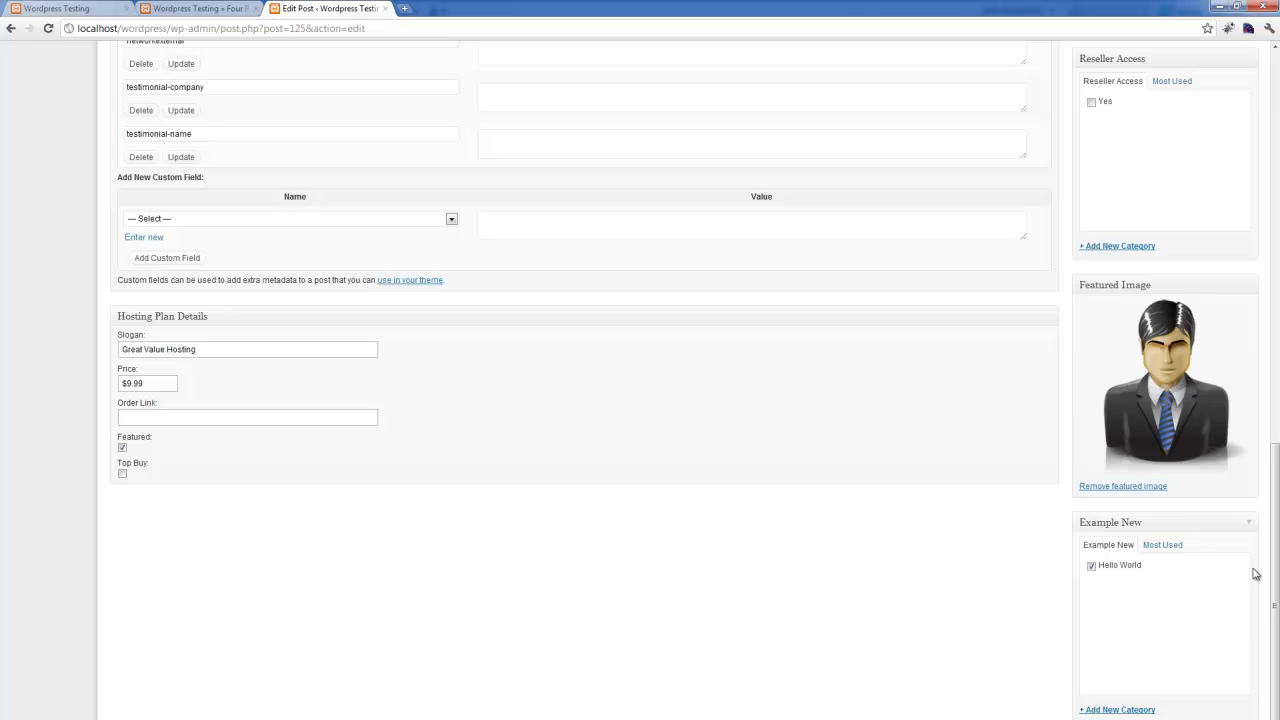 Wordpress Testing
Wordpress Testing » Four P
Edit Post ‹ Wordpress Testin
localhost/wordpress/wp-admin/post.php?post=125&action=edit
networkexternal
Delete Update
testimonial-company
Delete Update
testimonial-name
Delete Update
Add New Custom Field:
Name Value
— Select —
Enter new
Add Custom Field
Custom fields can be used to add extra metadata to a post that you can use in your theme.
Hosting Plan Details
Slogan:
Great Value Hosting
Price:
$9.99
Order Link:
Featured:
Top Buy:
Reseller Access
Reseller Access Most Used
Yes
+ Add New Category
Featured Image
Remove featured image
Example New
Example New Most Used
Hello World
+ Add New Category